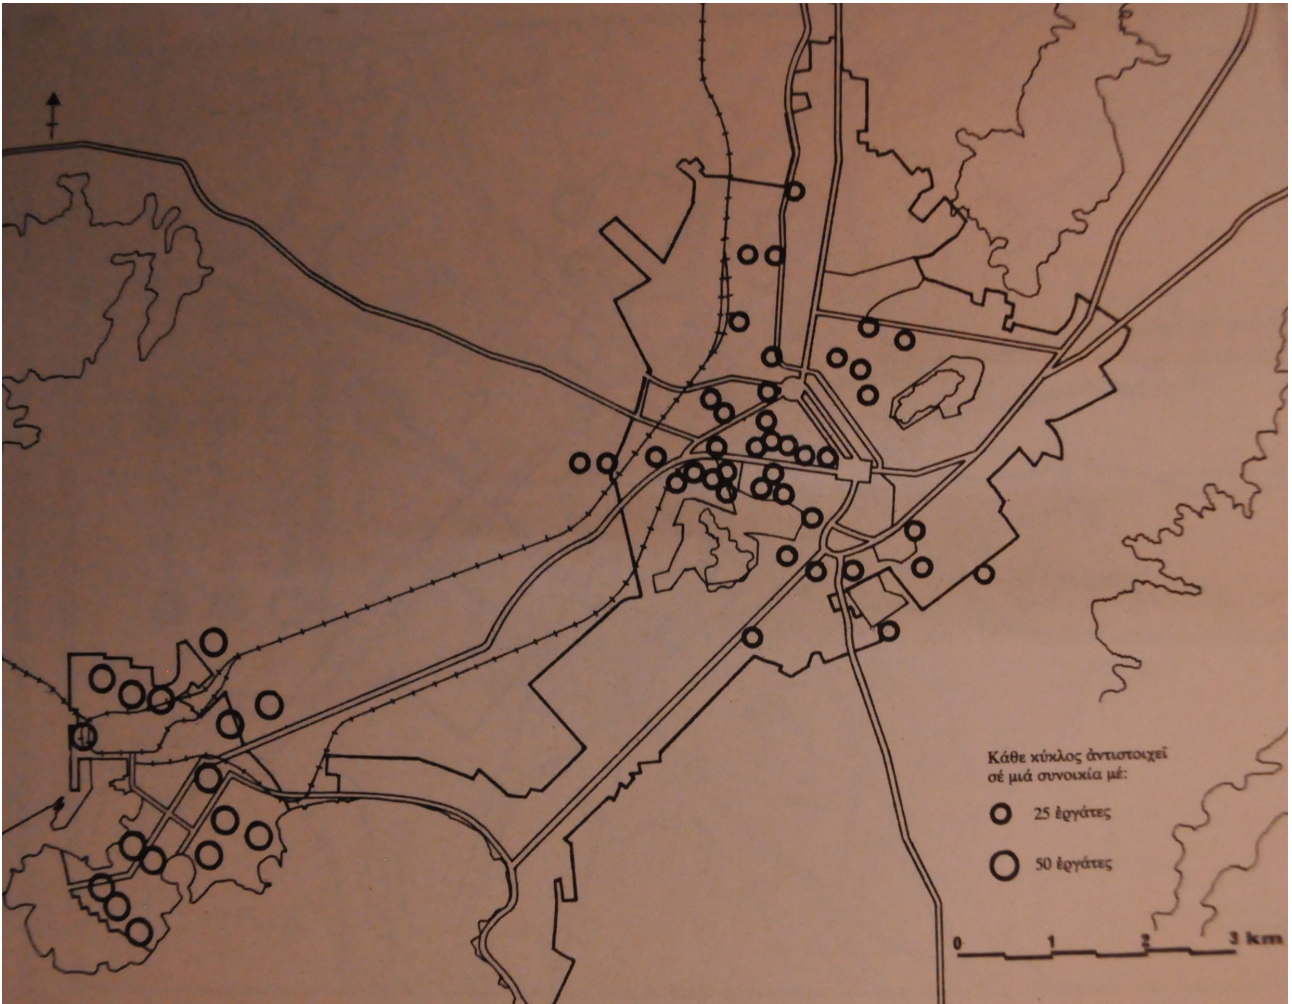 Κάθε κύκλος ἀντιστοιχεῖ
σέ μιά συνοικία μέ:
25 ἐργάτες
50 ἐργάτες
0 1 2 3 km